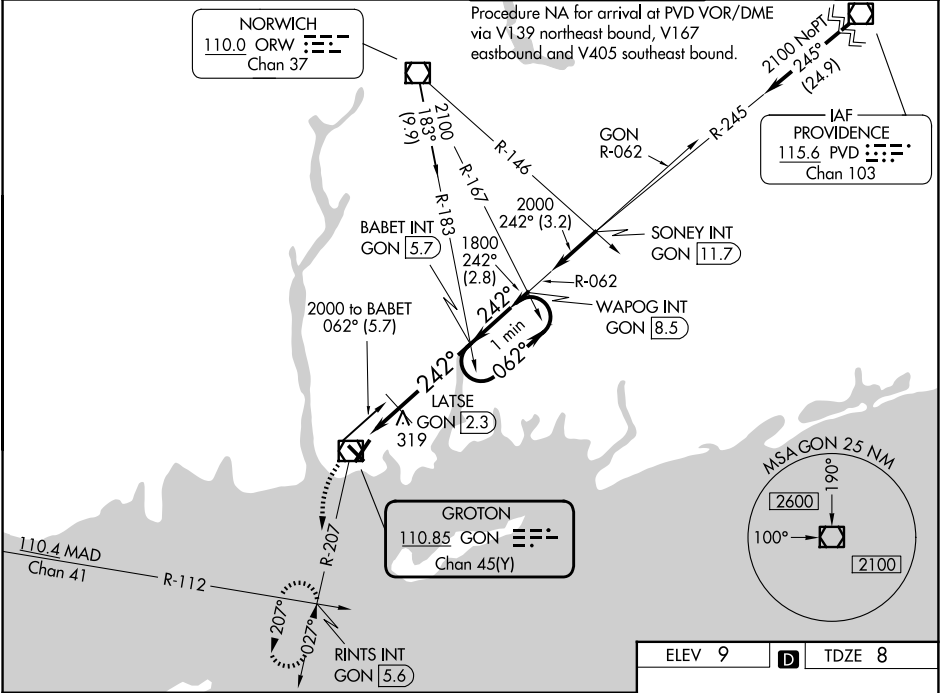 Procedure NA for arrival at PVD VOR/DME
via V139 northeast bound, V167
eastbound and V405 southeast bound.
NORWICH
110.0 ORW
Chan 37
2100 NoPT
245°
(24.9)
R-245
IAF
PROVIDENCE
115.6 PVD
Chan 103
2100
183°
(9.9)
R-183
R-167
R-146
GON
R-062
2000
242° (3.2)
SONEY INT
GON 11.7
BABET INT
GON 5.7
1800
242°
(2.8)
R-062
WAPOG INT
GON 8.5
242°
1 min
062°
2000 to BABET
062° (5.7)
242°
LATSE
GON 2.3
319
MSA GON 25 NM
190°
2600
100°
2100
GROTON
110.85 GON
Chan 45(Y)
R-207
110.4 MAD
Chan 41
R-112
207°
027°
RINTS INT
GON 5.6
ELEV 9 D TDZE 8